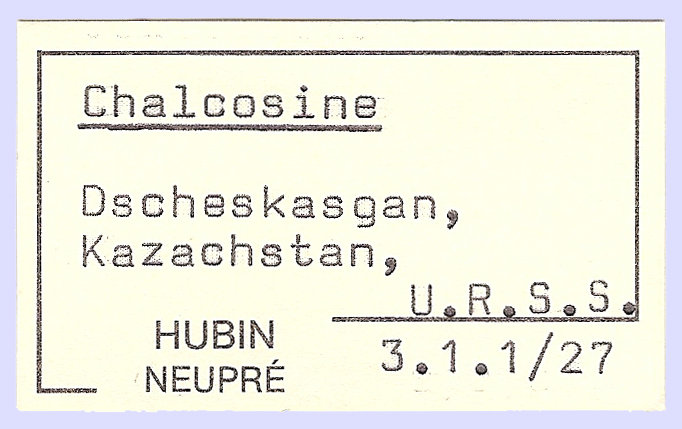 Chalcosine
Dscheskasgan,
Kazachstan,
U.R.S.S.
HUBIN
NEUPRÉ
3.1.1/27